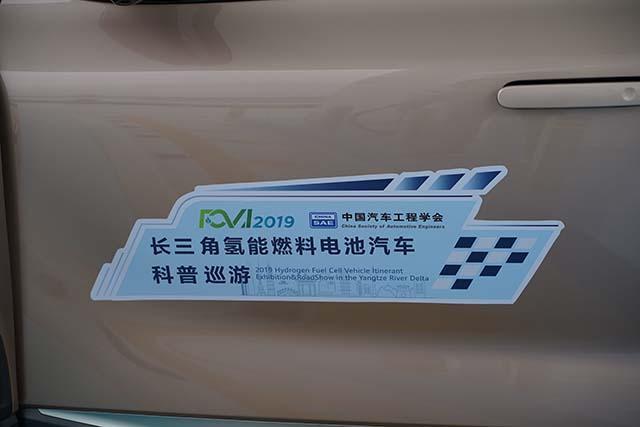 FCVI 2019 CHINA SAE 中国汽车工程学会
China Society of Automotive Engineers
长三角氢能燃料电池汽车
科普巡游 2019 Hydrogen Fuel Cell Vehicle Itinerant
Exhibition&RoadShow in the Yangtze River Delta